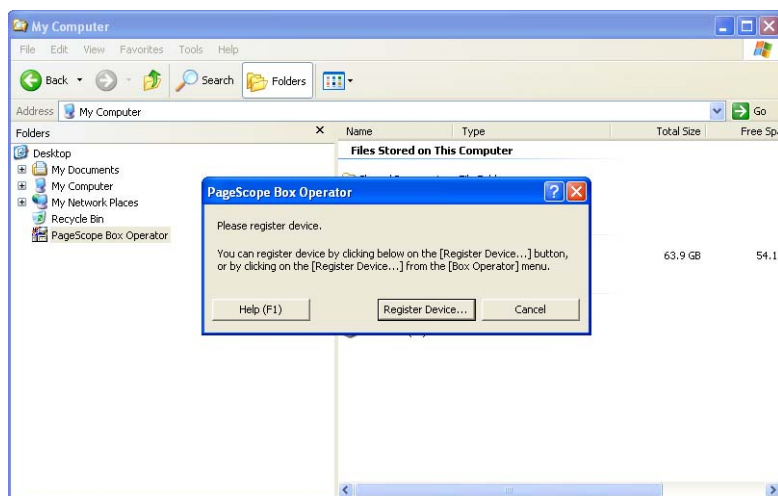 My Computer
File Edit View Favorites Tools Help
Back Search Folders
Address My Computer Go
Folders × Name Type Total Size Free Sp
Desktop Files Stored on This Computer
My Documents
My Computer
My Network Places
Recycle Bin
PageScope Box Operator
63.9 GB 54.1
PageScope Box Operator
Please register device.
You can register device by clicking below on the [Register Device...] button,
or by clicking on the [Register Device...] from the [Box Operator] menu.
Help (F1) Register Device... Cancel